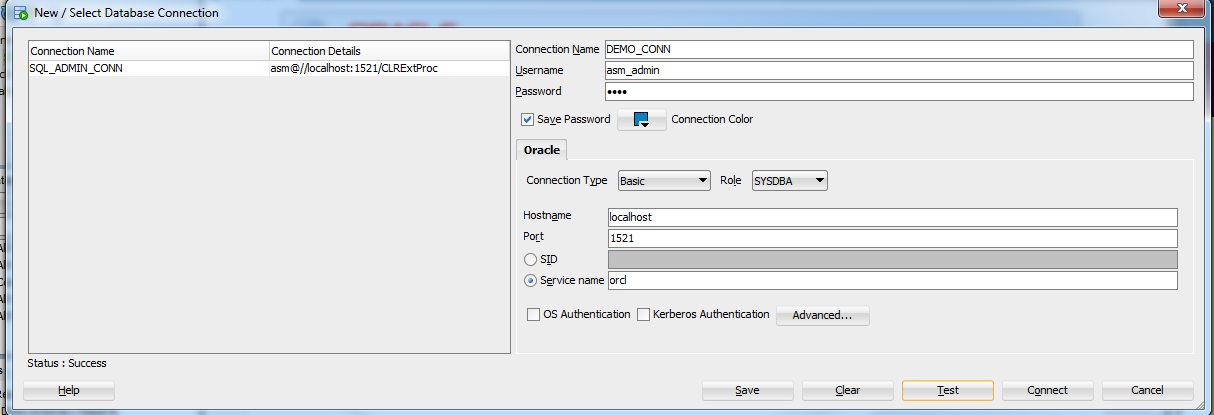 New / Select Database Connection
Connection Name Connection Details
SQL_ADMIN_CONN asm@//localhost:1521/CLRExtProc
Connection Name DEMO_CONN
Username asm_admin
Password ••••
Save Password Connection Color
Oracle
Connection Type Basic Role SYSDBA
Hostname localhost
Port 1521
SID
Service name orcl
OS Authentication Kerberos Authentication Advanced...
Status : Success
Help Save Clear Test Connect Cancel